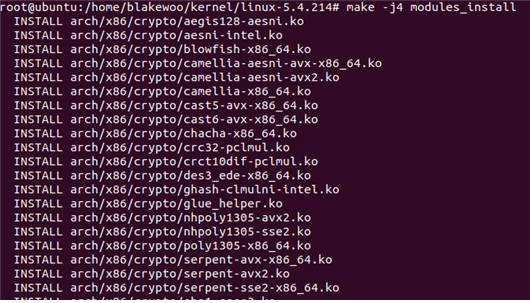 root@ubuntu:/home/blakewoo/kernel/linux-5.4.214# make -j4 modules_install
INSTALL arch/x86/crypto/aegis128-aesni.ko
INSTALL arch/x86/crypto/aesni-intel.ko
INSTALL arch/x86/crypto/blowfish-x86_64.ko
INSTALL arch/x86/crypto/camellia-aesni-avx-x86_64.ko
INSTALL arch/x86/crypto/camellia-aesni-avx2.ko
INSTALL arch/x86/crypto/camellia-x86_64.ko
INSTALL arch/x86/crypto/cast5-avx-x86_64.ko
INSTALL arch/x86/crypto/cast6-avx-x86_64.ko
INSTALL arch/x86/crypto/chacha-x86_64.ko
INSTALL arch/x86/crypto/crc32-pclmul.ko
INSTALL arch/x86/crypto/crct10dif-pclmul.ko
INSTALL arch/x86/crypto/des3_ede-x86_64.ko
INSTALL arch/x86/crypto/ghash-clmulni-intel.ko
INSTALL arch/x86/crypto/glue_helper.ko
INSTALL arch/x86/crypto/nhpoly1305-avx2.ko
INSTALL arch/x86/crypto/nhpoly1305-sse2.ko
INSTALL arch/x86/crypto/poly1305-x86_64.ko
INSTALL arch/x86/crypto/serpent-avx-x86_64.ko
INSTALL arch/x86/crypto/serpent-avx2.ko
INSTALL arch/x86/crypto/serpent-sse2-x86_64.ko
INSTALL